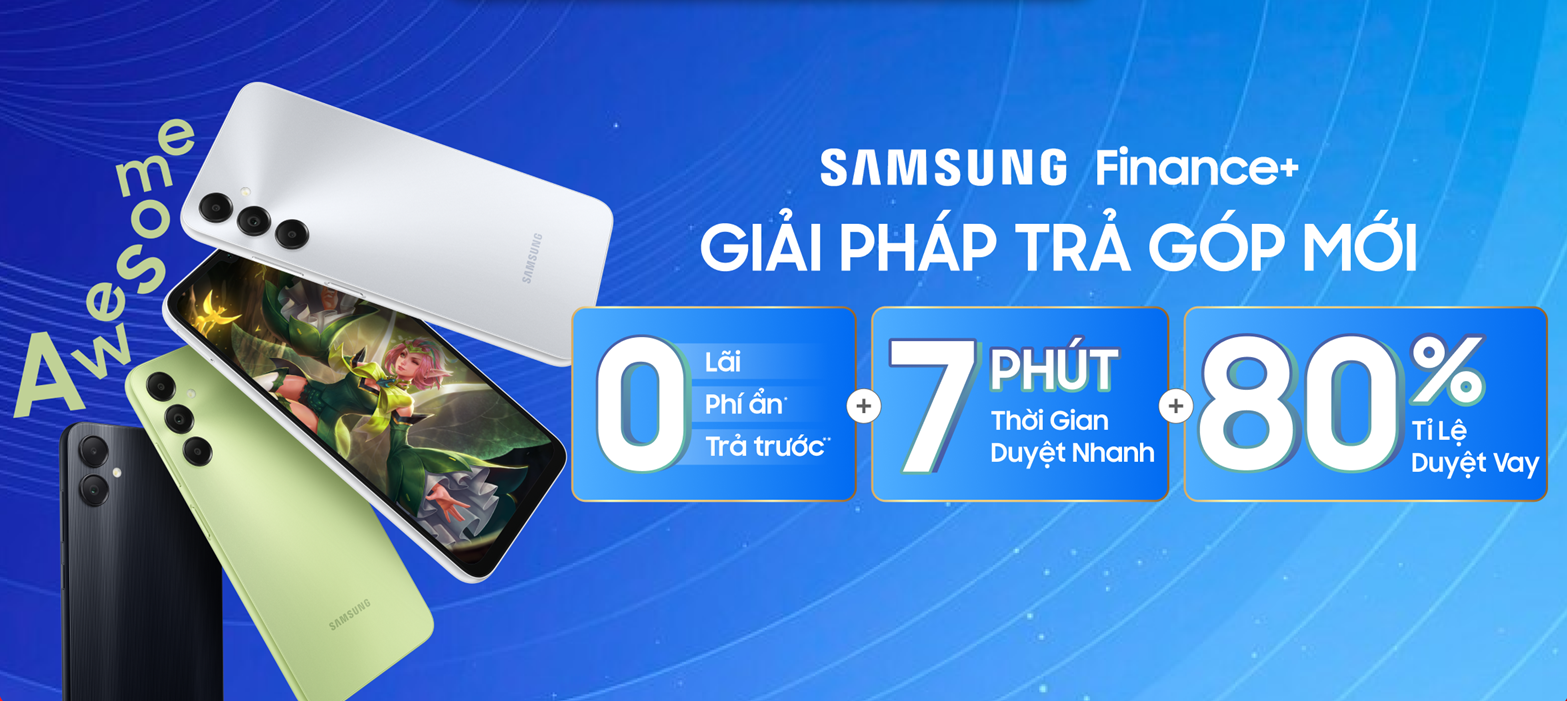 Awesome
SAMSUNG
SAMSUNG
SAMSUNG Finance+
GIẢI PHÁP TRẢ GÓP MỚI
0
Lãi
Phí ẩn*
Trả trước**
+
7 PHÚT
Thời Gian
Duyệt Nhanh
+
80%
Tỉ Lệ
Duyệt Vay